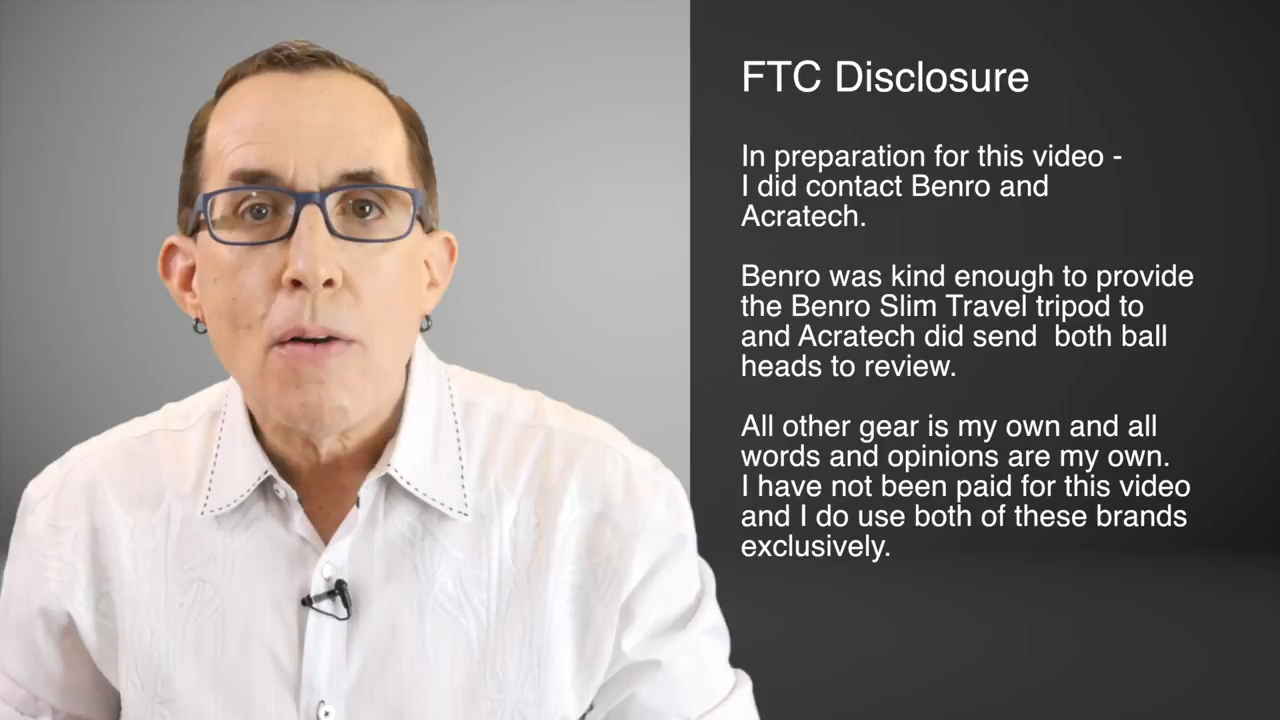 FTC Disclosure
In preparation for this video -
I did contact Benro and
Acratech.
Benro was kind enough to provide
the Benro Slim Travel tripod to
and Acratech did send  both ball
heads to review.
All other gear is my own and all
words and opinions are my own.
I have not been paid for this video
and I do use both of these brands
exclusively.